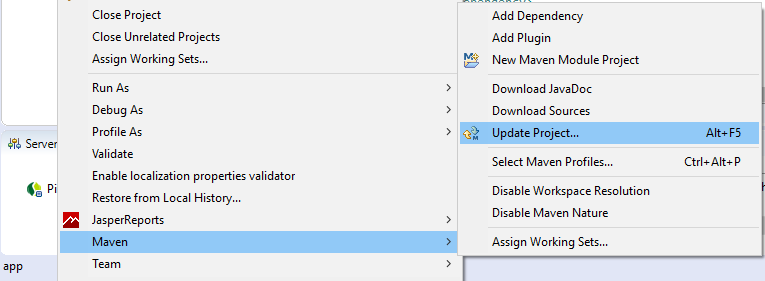 Close Project
Close Unrelated Projects
Assign Working Sets...
Run As
Debug As
Profile As
Validate
Enable localization properties validator
Restore from Local History...
JasperReports
Maven
Team
Add Dependency
Add Plugin
New Maven Module Project
Download JavaDoc
Download Sources
Update Project... Alt+F5
Select Maven Profiles... Ctrl+Alt+P
Disable Workspace Resolution
Disable Maven Nature
Assign Working Sets...
Server
Pi
app